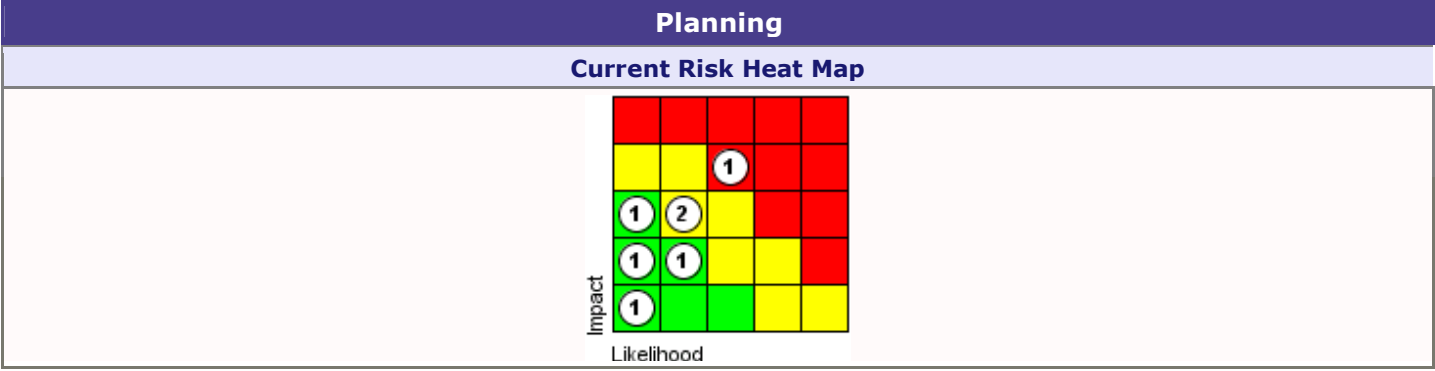 Planning
Current Risk Heat Map
1
1 2
1 1
1
Impact
Likelihood